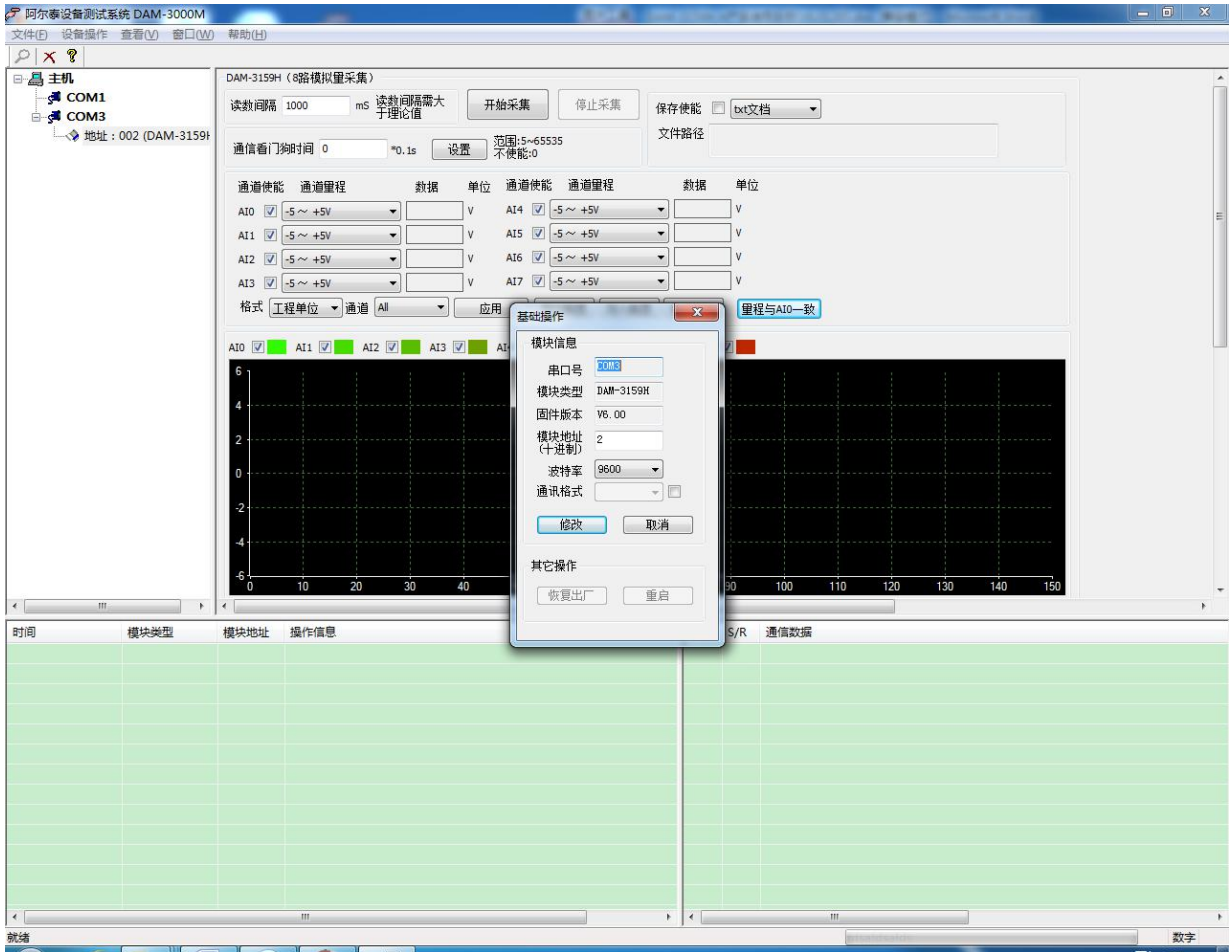 阿尔泰设备测试系统 DAM-3000M
文件(F) 设备操作 查看(V) 窗口(W) 帮助(H)
主机
COM1
COM3
地址：002 (DAM-3159H
DAM-3159H（8路模拟量采集）
读数间隔 1000 mS 读数间隔需大于理论值 开始采集 停止采集
保存使能 txt文档
文件路径
通信看门狗时间 0 *0.1s 设置 范围:5~65535 不使能:0
通道使能 通道里程 数据 单位 通道使能 通道里程 数据 单位
AI0 -5～ +5V V AI4 -5～ +5V V
AI1 -5～ +5V V AI5 -5～ +5V V
AI2 -5～ +5V V AI6 -5～ +5V V
AI3 -5～ +5V V AI7 -5～ +5V V
格式 工程单位 通道 All 应用 里程与AI0一致
AI0 AI1 AI2 AI3
6
4
2
0
-2
-4
-6
0 10 20 30 40 90 100 110 120 130 140 150
基础操作
模块信息
串口号 COM3
模块类型 DAM-3159H
固件版本 V6.00
模块地址(十进制) 2
波特率 9600
通讯格式
修改 取消
其它操作
恢复出厂 重启
时间 模块类型 模块地址 操作信息 S/R 通信数据
就绪 数字